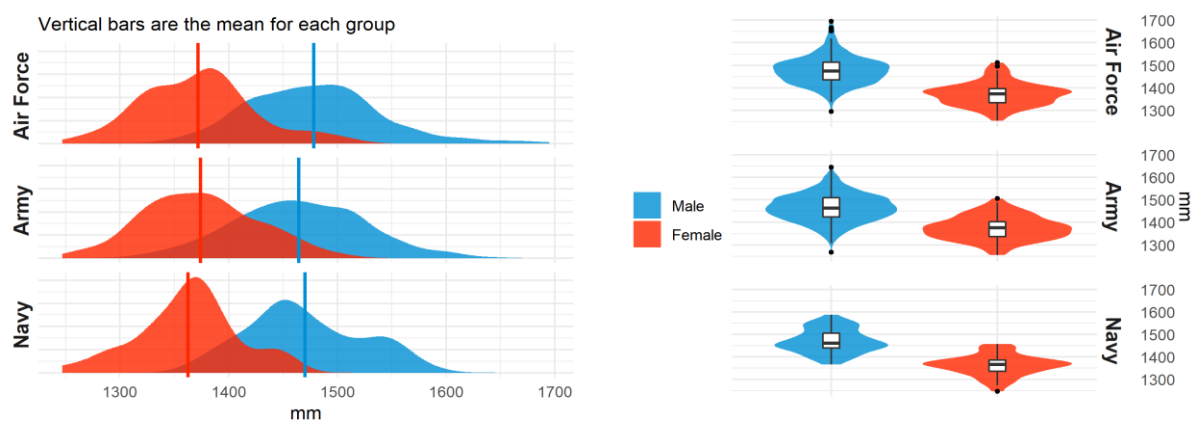 Vertical bars are the mean for each group
Air Force
Army
Navy
1300 1400 1500 1600 1700
mm
Male
Female
Air Force
1700
1600
1500
1400
1300
Army
1700
1600
1500
1400
1300
mm
Navy
1700
1600
1500
1400
1300